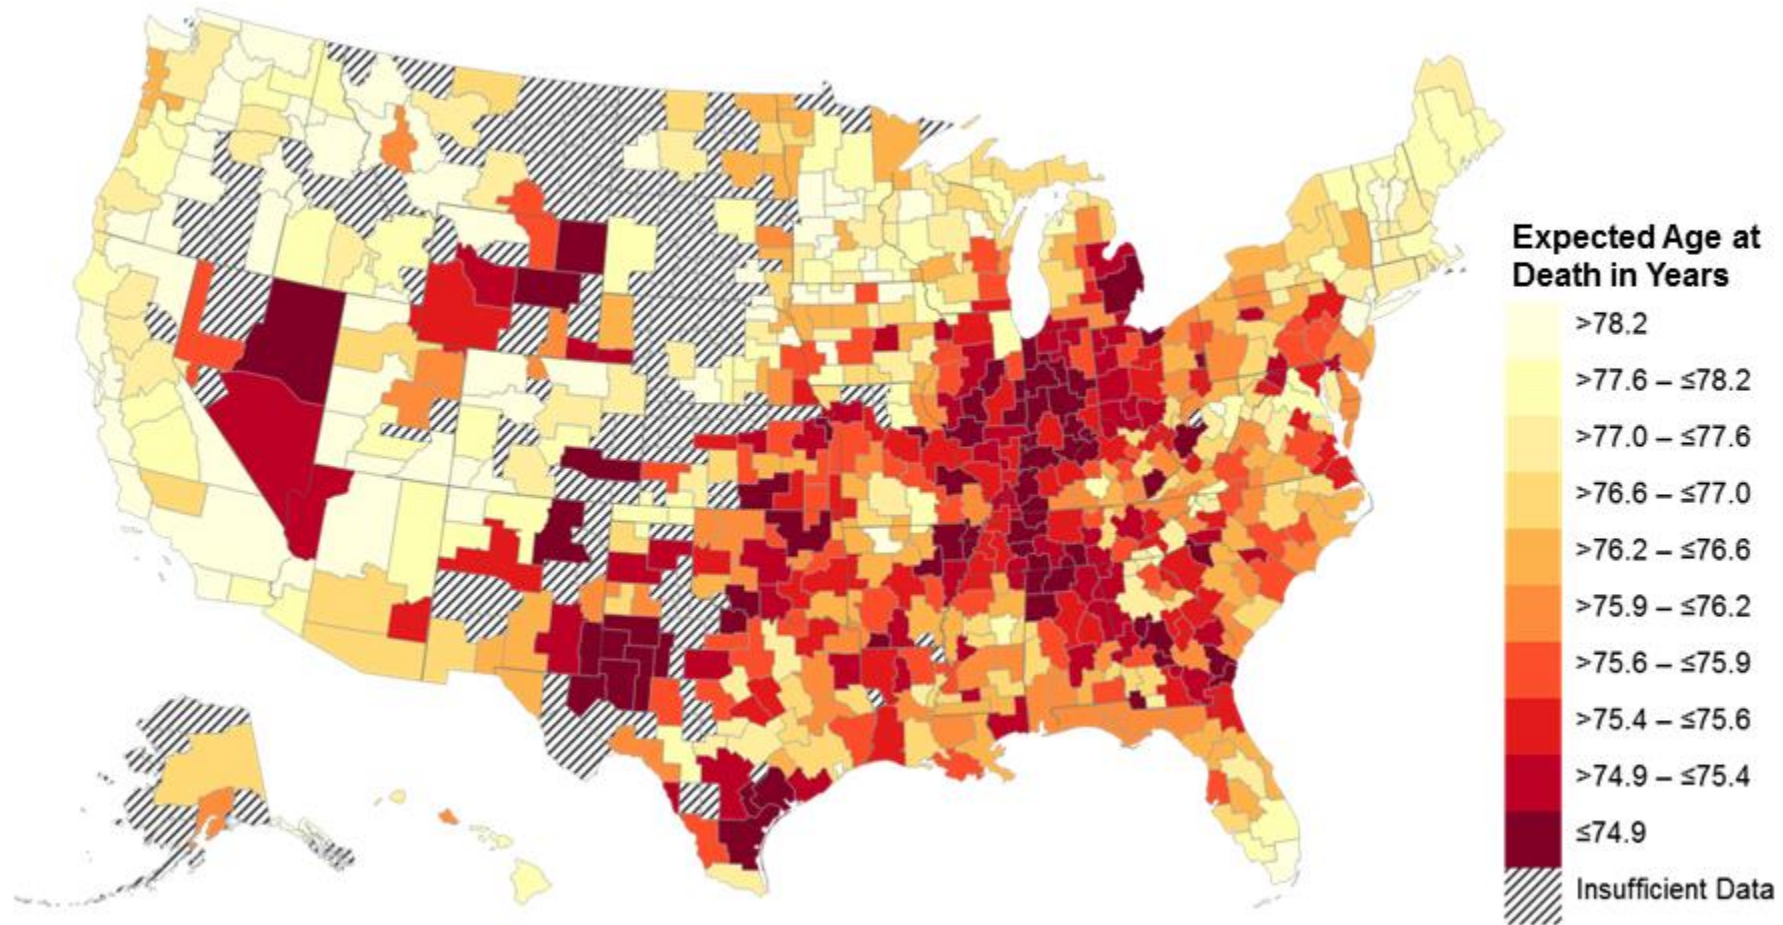 Expected Age at
Death in Years
>78.2
>77.6 – ≤78.2
>77.0 – ≤77.6
>76.6 – ≤77.0
>76.2 – ≤76.6
>75.9 – ≤76.2
>75.6 – ≤75.9
>75.4 – ≤75.6
>74.9 – ≤75.4
≤74.9
Insufficient Data